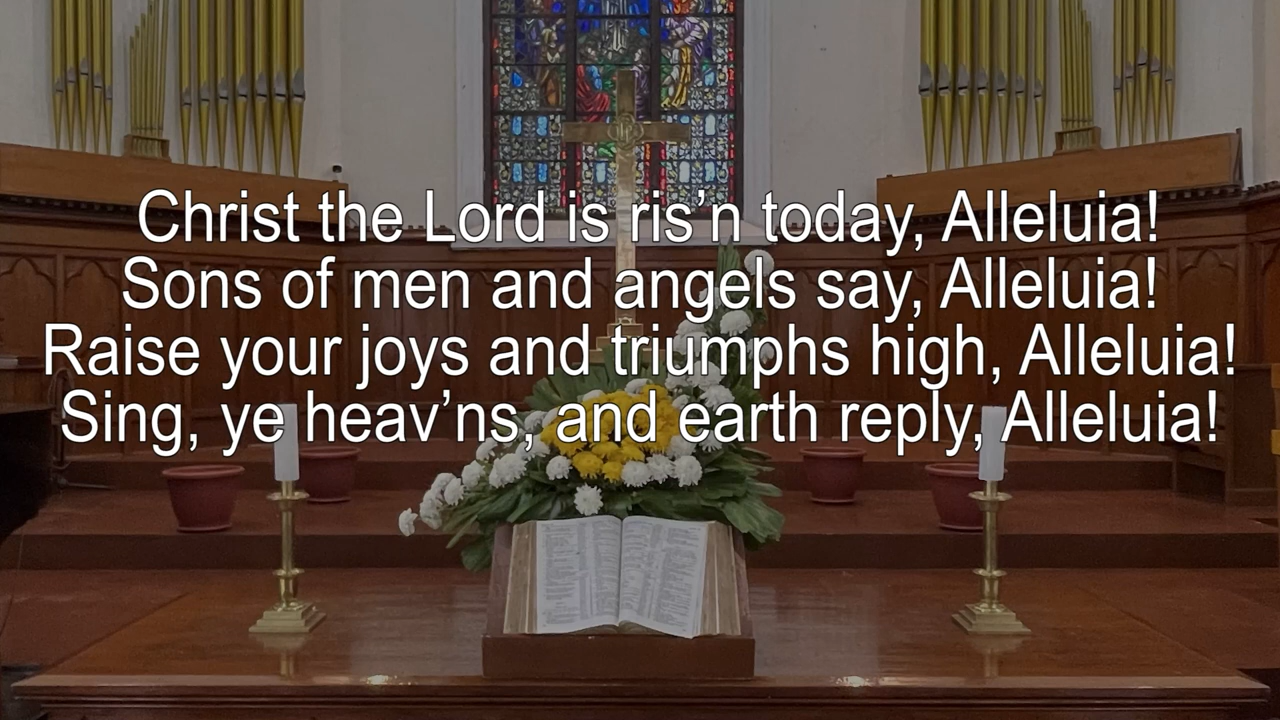 Christ the Lord is ris’n today, Alleluia!
Sons of men and angels say, Alleluia!
Raise your joys and triumphs high, Alleluia!
Sing, ye heav’ns, and earth reply, Alleluia!